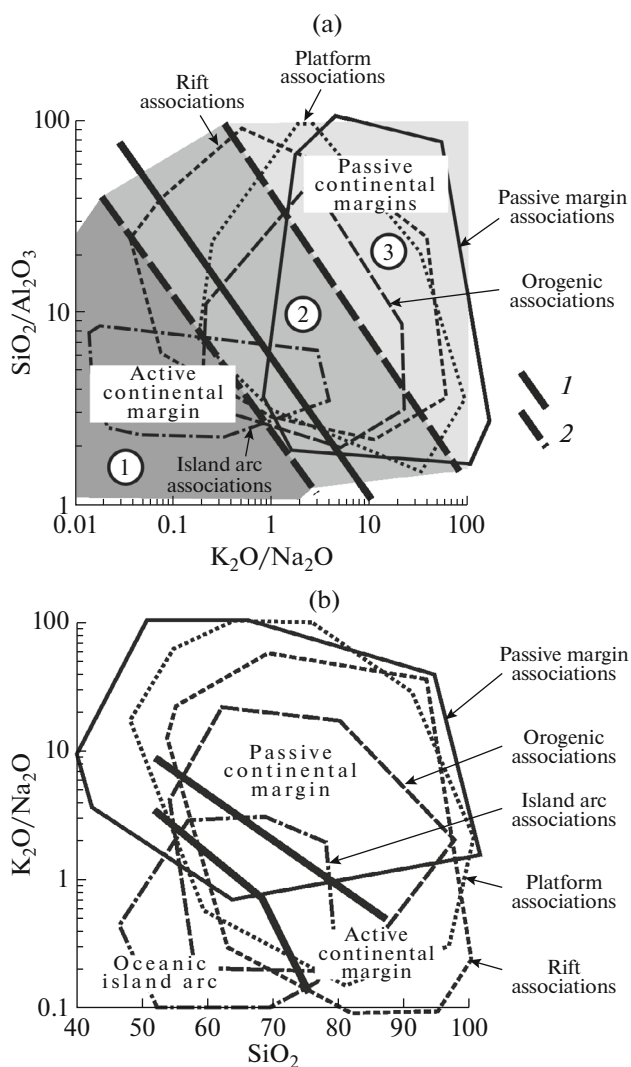 (a)
Platform
associations
Rift
associations
100
10
1
SiO₂/Al₂O₃
Passive
continental
margins
3
2
Passive margin
associations
Orogenic
associations
Active
continental
margin
1
Island arc
associations
1
2
0.01
0.1
1
10
100
K₂O/Na₂O
(b)
100
10
1
0.1
K₂O/Na₂O
Passive
continental
margin
Passive margin
associations
Orogenic
associations
Island arc
associations
Platform
associations
Rift
associations
Active
continental
margin
Oceanic
island arc
40
50
60
70
80
90
100
SiO₂